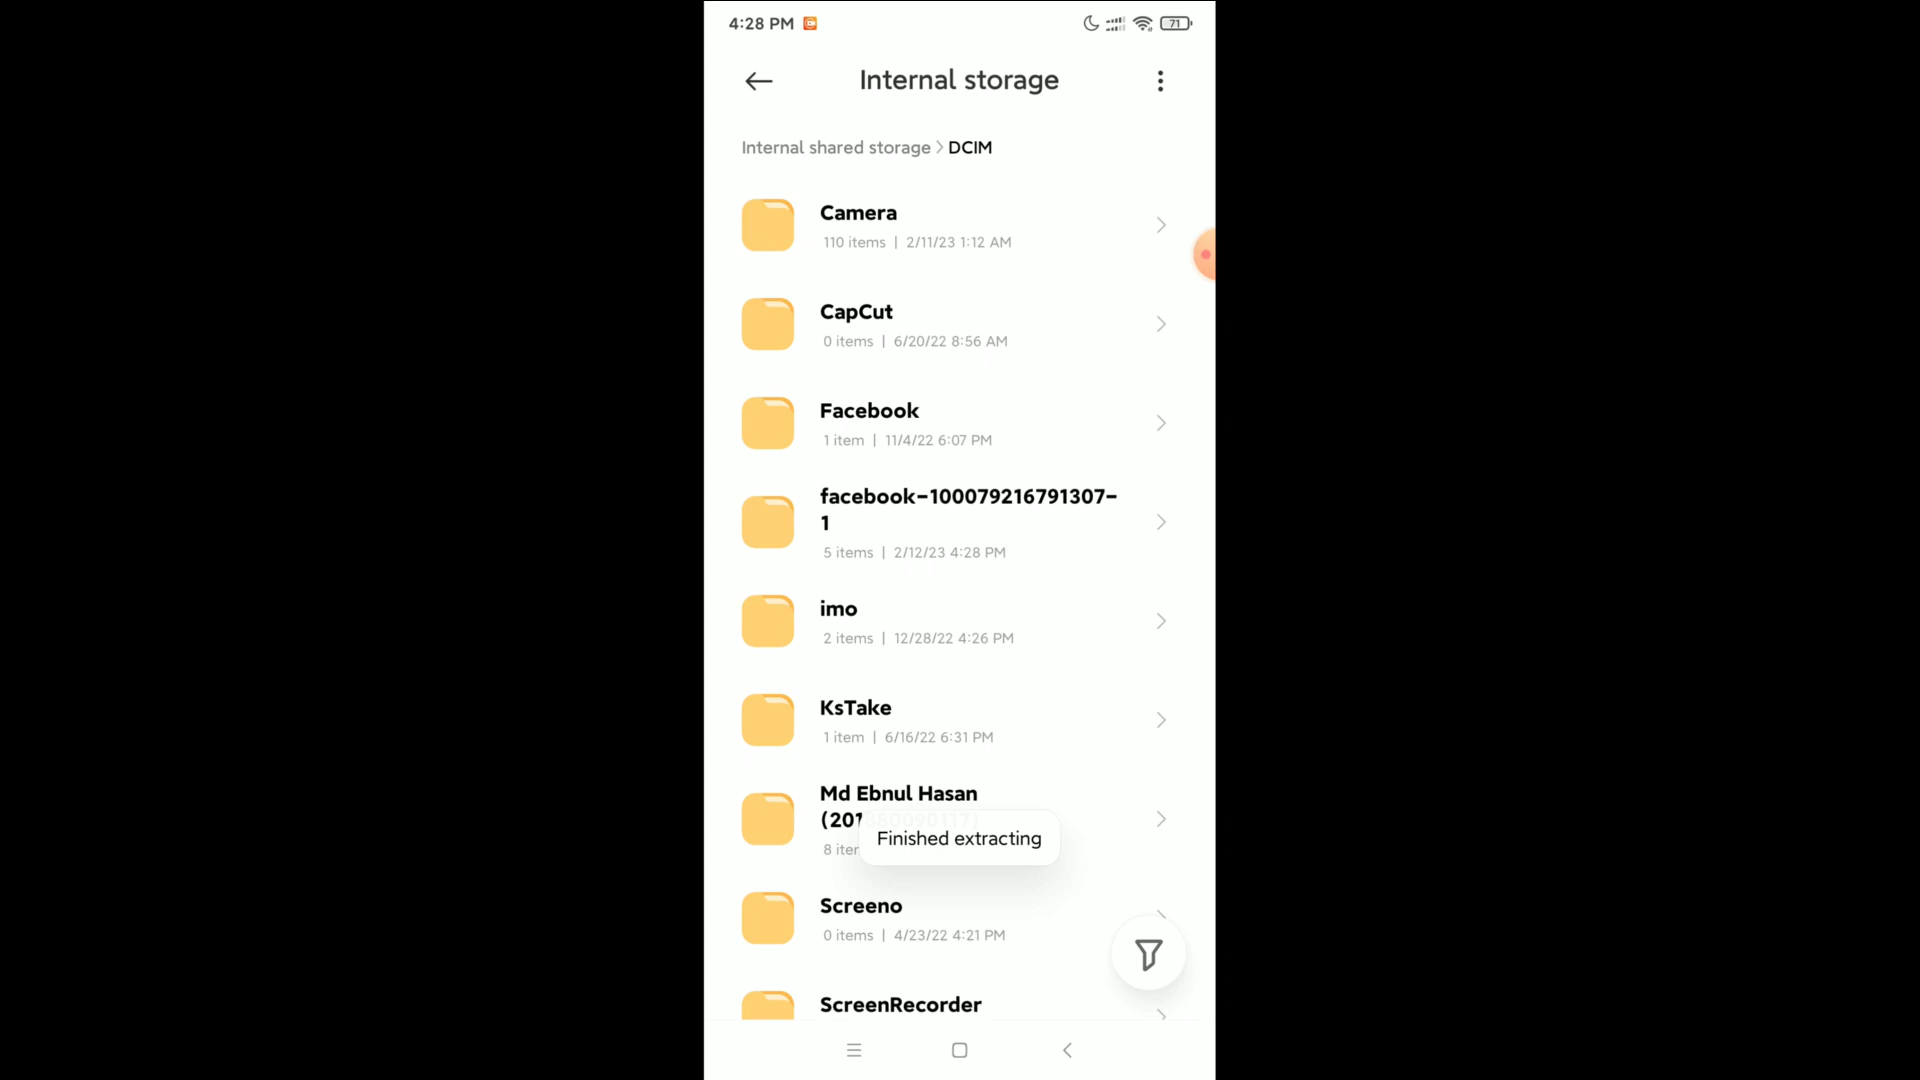 4:28 PM
71
Internal storage
Internal shared storage > DCIM
Camera
110 items | 2/11/23 1:12 AM
CapCut
0 items | 6/20/22 8:56 AM
Facebook
1 item | 11/4/22 6:07 PM
facebook-100079216791307-
1
5 items | 2/12/23 4:28 PM
imo
2 items | 12/28/22 4:26 PM
KsTake
1 item | 6/16/22 6:31 PM
Md Ebnul Hasan
(201
Finished extracting
8
Screeno
0 items | 4/23/22 4:21 PM
ScreenRecorder